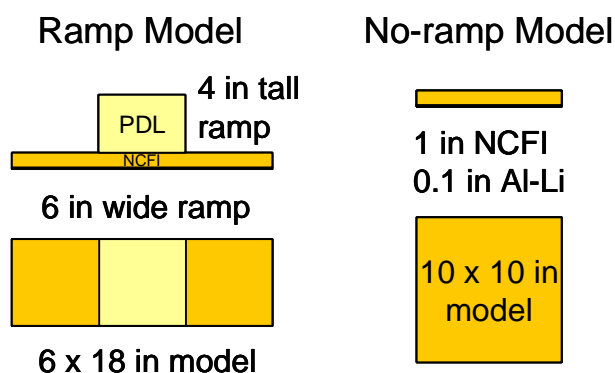 Ramp Model
4 in tall
ramp
PDL
NCFI
6 in wide ramp
6 x 18 in model
No-ramp Model
1 in NCFI
0.1 in Al-Li
10 x 10 in
model